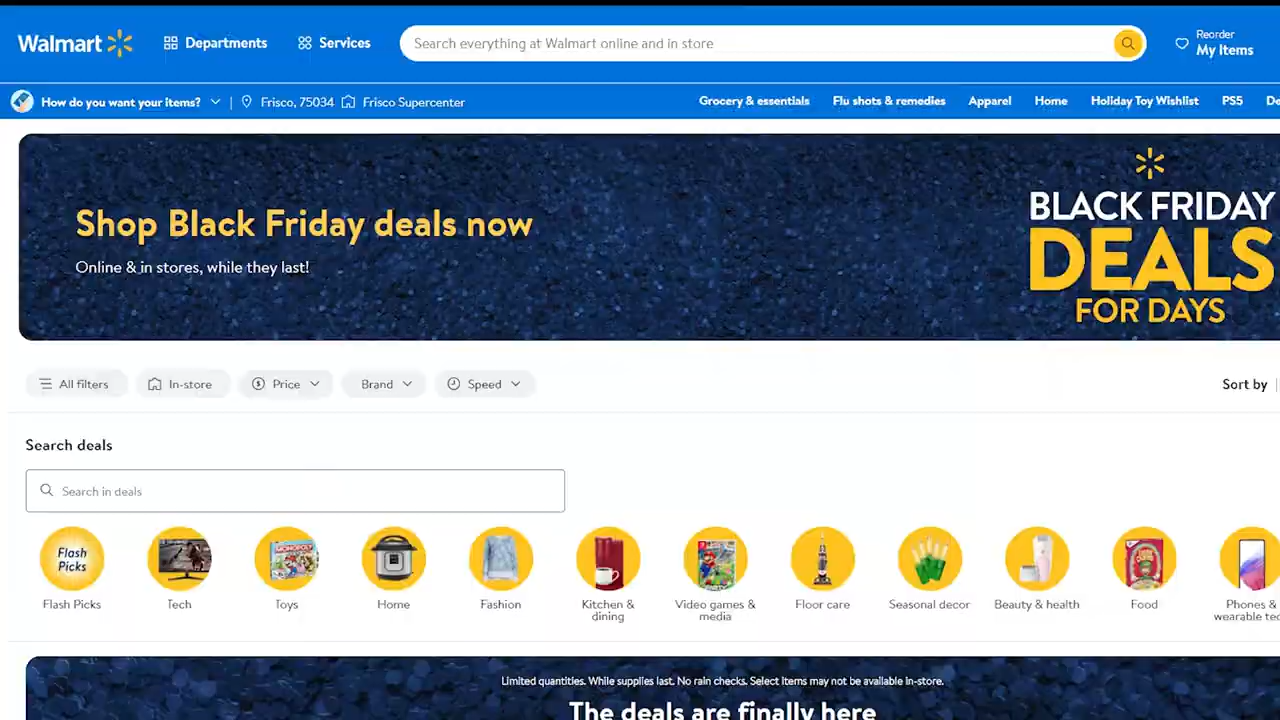 Walmart
Departments
Services
Search everything at Walmart online and in store
Reorder
My Items
How do you want your items?
Frisco, 75034
Frisco Supercenter
Grocery & essentials
Flu shots & remedies
Apparel
Home
Holiday Toy Wishlist
PS5
Shop Black Friday deals now
Online & in stores, while they last!
BLACK FRIDAY
DEALS
FOR DAYS
All filters
In-store
Price
Brand
Speed
Sort by
Search deals
Search in deals
Flash
Picks
MONOPOLY
Flash Picks
Tech
Toys
Home
Fashion
Kitchen &
dining
Video games &
media
Floor care
Seasonal decor
Beauty & health
Food
Phones &
wearable tec
Limited quantities. While supplies last. No rain checks. Select items may not be available in-store.
The deals are finally here